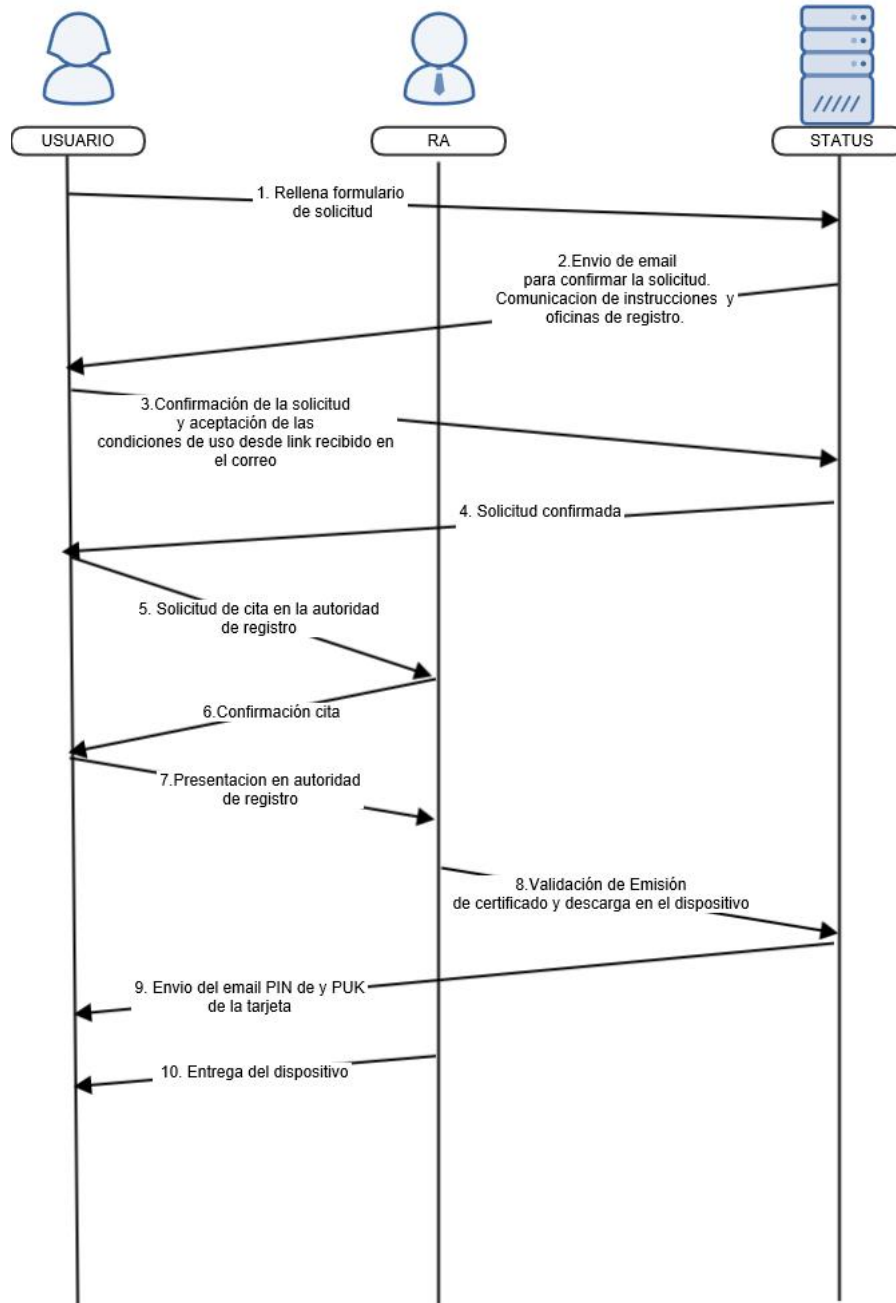 USUARIO
RA
STATUS
1. Rellena formulario
de solicitud
2.Envio de email
para confirmar la solicitud.
Comunicacion de instrucciones y
oficinas de registro.
3.Confirmación de la solicitud
y aceptación de las
condiciones de uso desde link recibido en
el correo
4. Solicitud confirmada
5. Solicitud de cita en la autoridad
de registro
6.Confirmación cita
7.Presentacion en autoridad
de registro
8.Validación de Emisión
de certificado y descarga en el dispositivo
9. Envio del email PIN de y PUK
de la tarjeta
10. Entrega del dispositivo